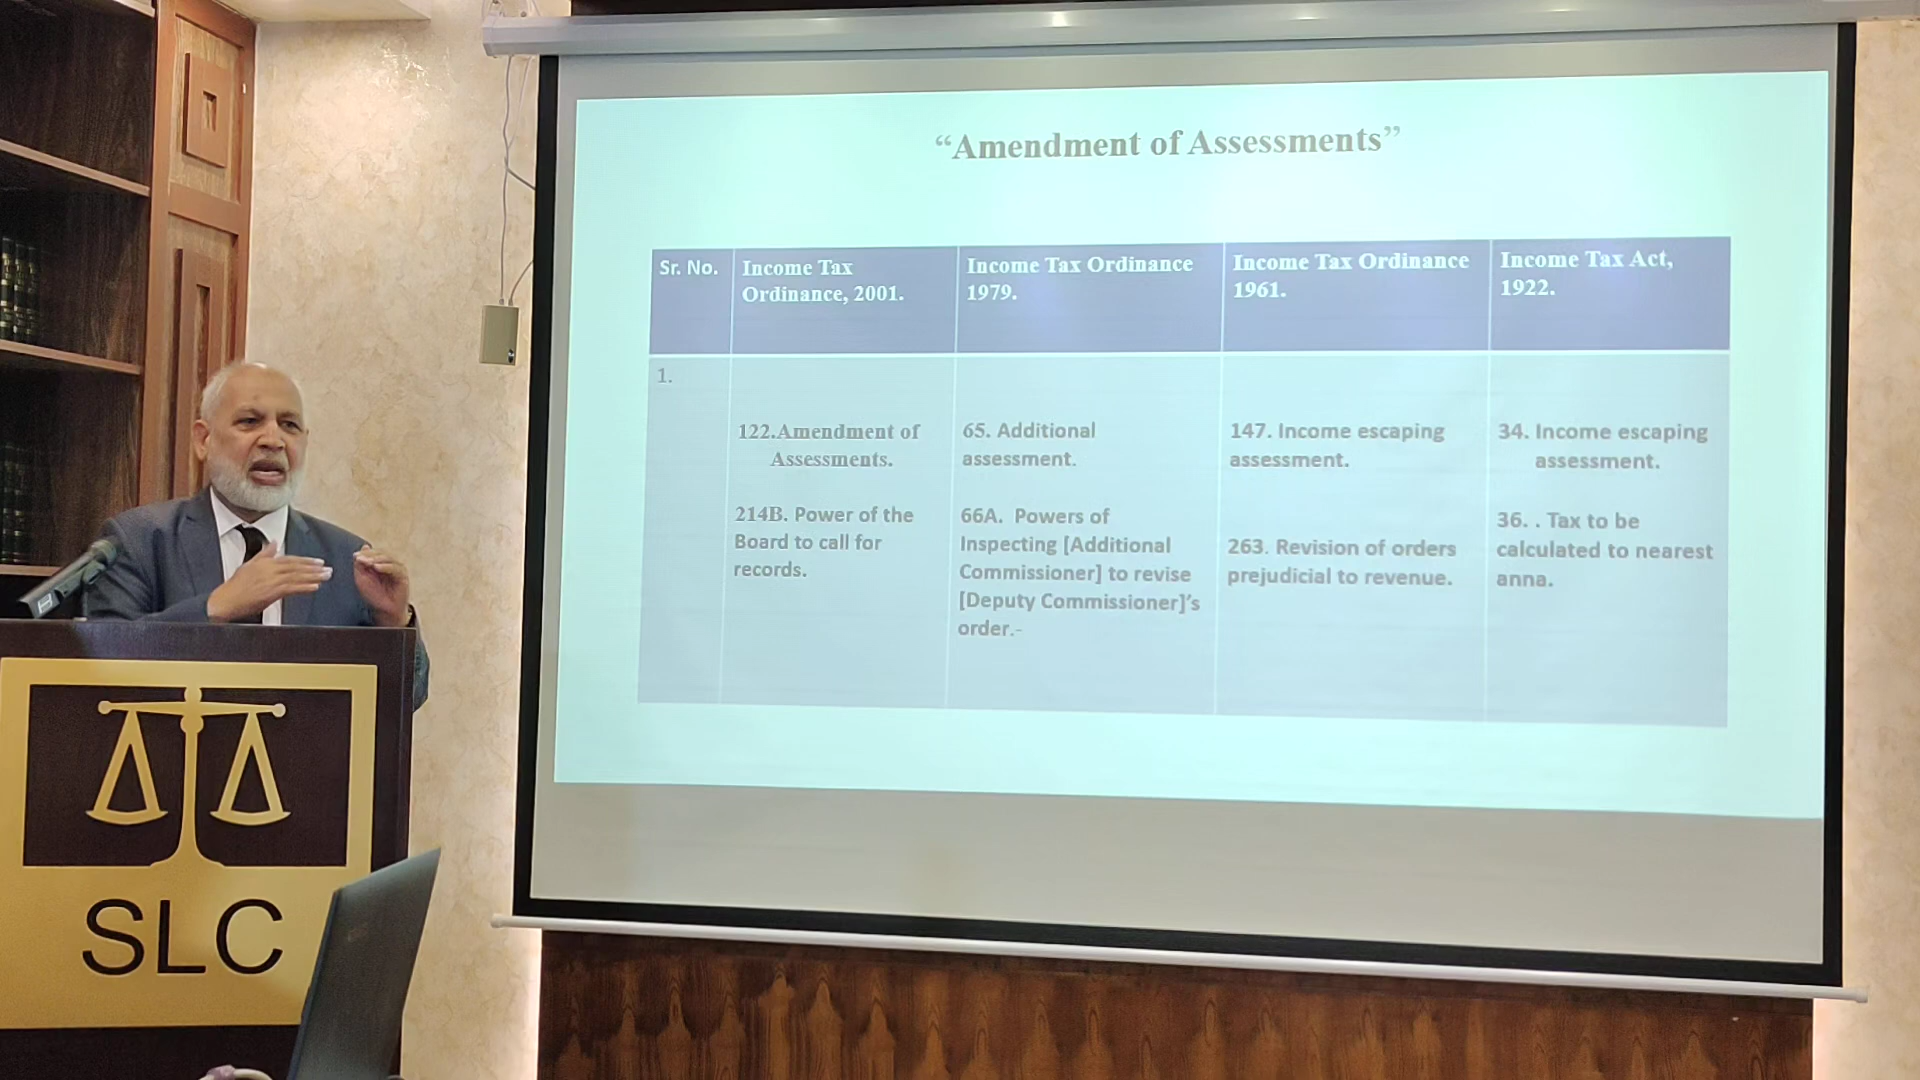 “Amendment of Assessments”
Sr. No.
Income Tax
Ordinance, 2001.
Income Tax Ordinance
1979.
Income Tax Ordinance
1961.
Income Tax Act,
1922.
1.
122.Amendment of
Assessments.
214B. Power of the
Board to call for
records.
65. Additional
assessment.
66A. Powers of
Inspecting [Additional
Commissioner] to revise
[Deputy Commissioner]’s
order.-
147. Income escaping
assessment.
263. Revision of orders
prejudicial to revenue.
34. Income escaping
assessment.
36. . Tax to be
calculated to nearest
anna.
SLC